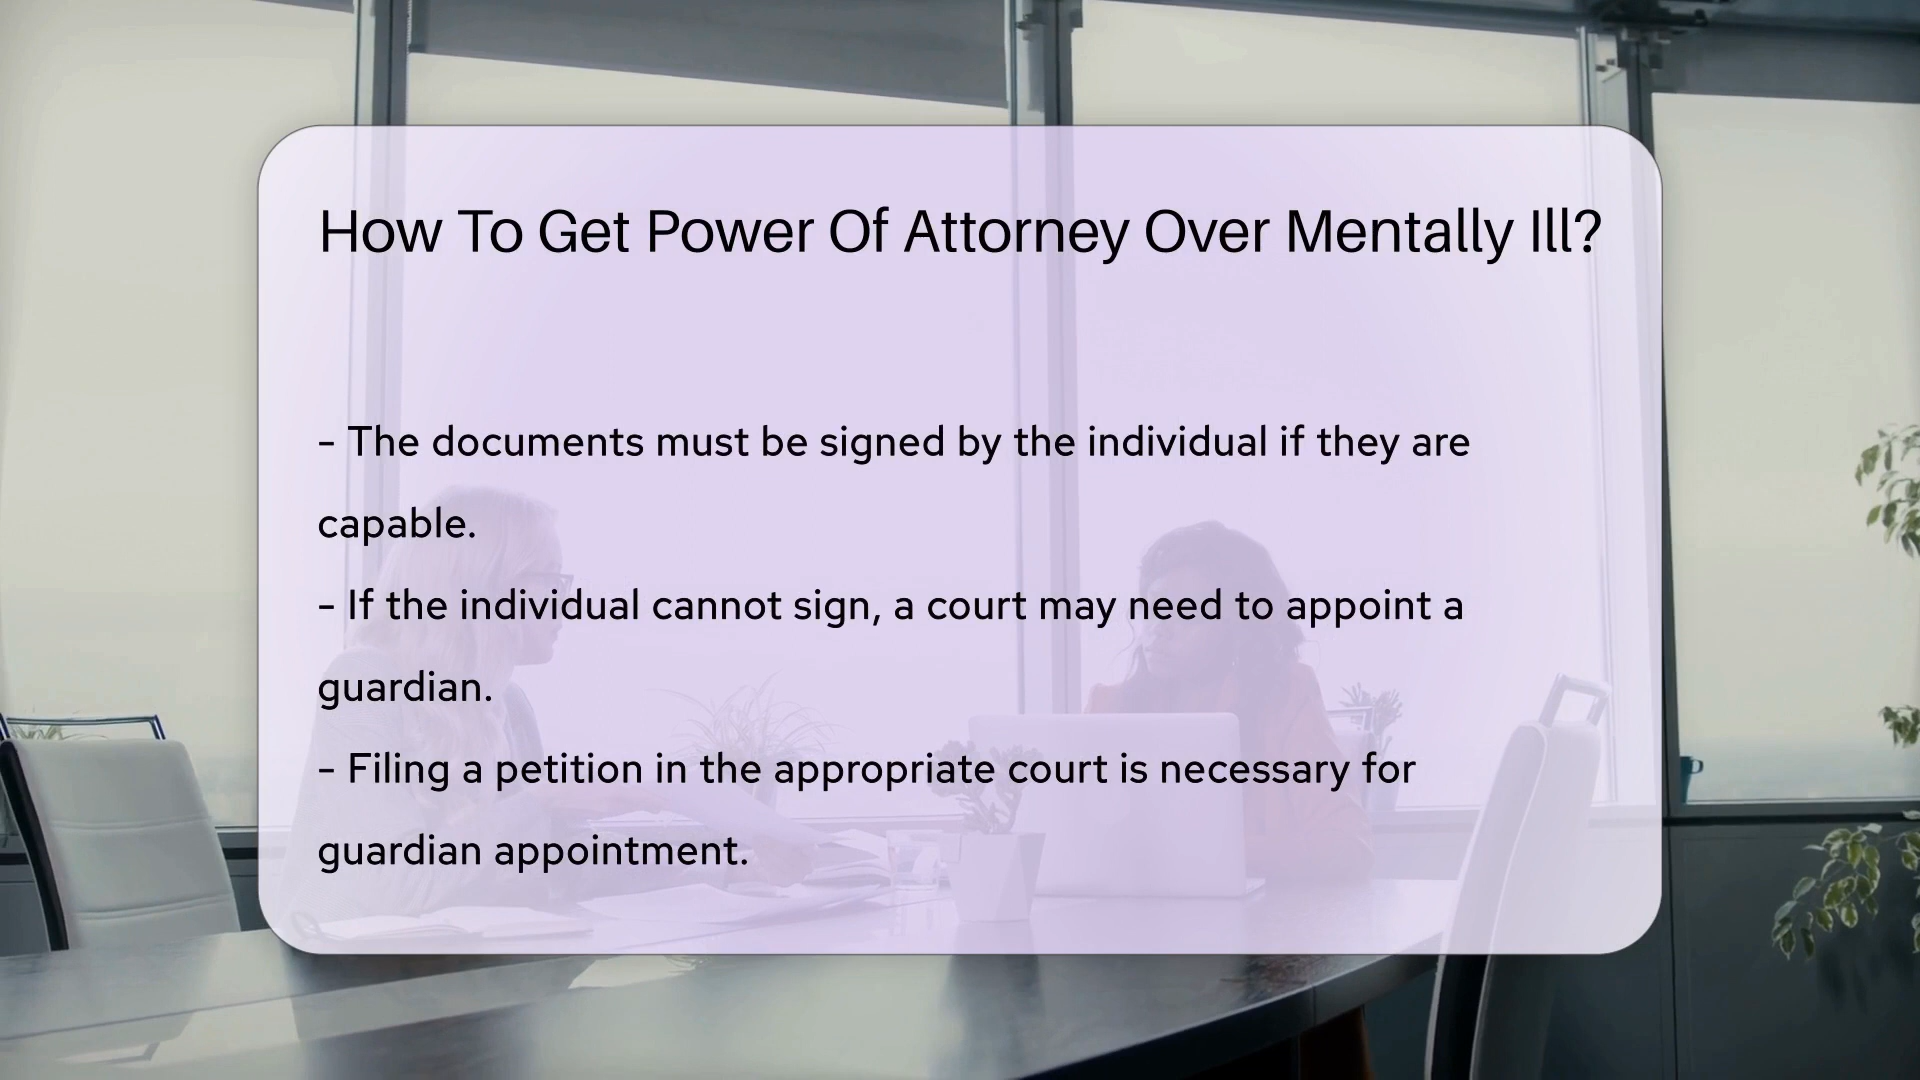 How To Get Power Of Attorney Over Mentally Ill?
- The documents must be signed by the individual if they are
capable.
- If the individual cannot sign, a court may need to appoint a
guardian.
- Filing a petition in the appropriate court is necessary for
guardian appointment.